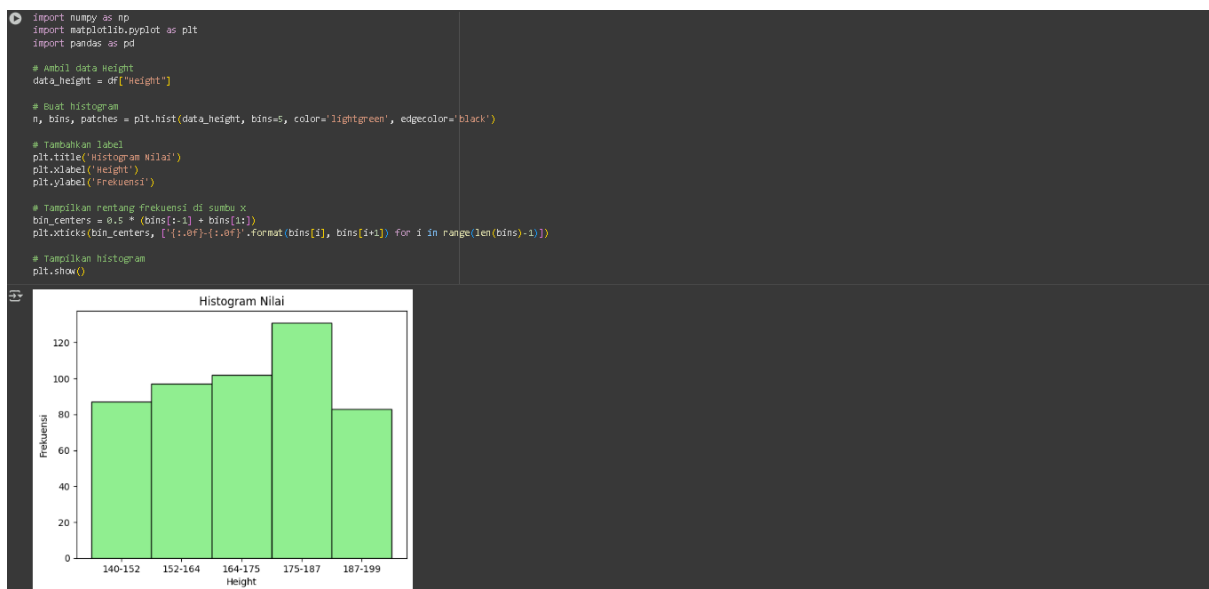 import numpy as np
import matplotlib.pyplot as plt
import pandas as pd
# Ambil data Height
data_height = df["Height"]
# Buat histogram
n, bins, patches = plt.hist(data_height, bins=5, color='lightgreen', edgecolor='black')
# Tambahkan label
plt.title('Histogram Nilai')
plt.xlabel('Height')
plt.ylabel('Frekuensi')
# Tampilkan rentang frekuensi di sumbu x
bin_centers = 0.5 * (bins[:-1] + bins[1:])
plt.xticks(bin_centers, ['{:.0f}-{:.0f}'.format(bins[i], bins[i+1]) for i in range(len(bins)-1)])
# Tampilkan histogram
plt.show()
Histogram Nilai
120
100
80
60
40
20
0
Frekuensi
140-152 152-164 164-175 175-187 187-199
Height